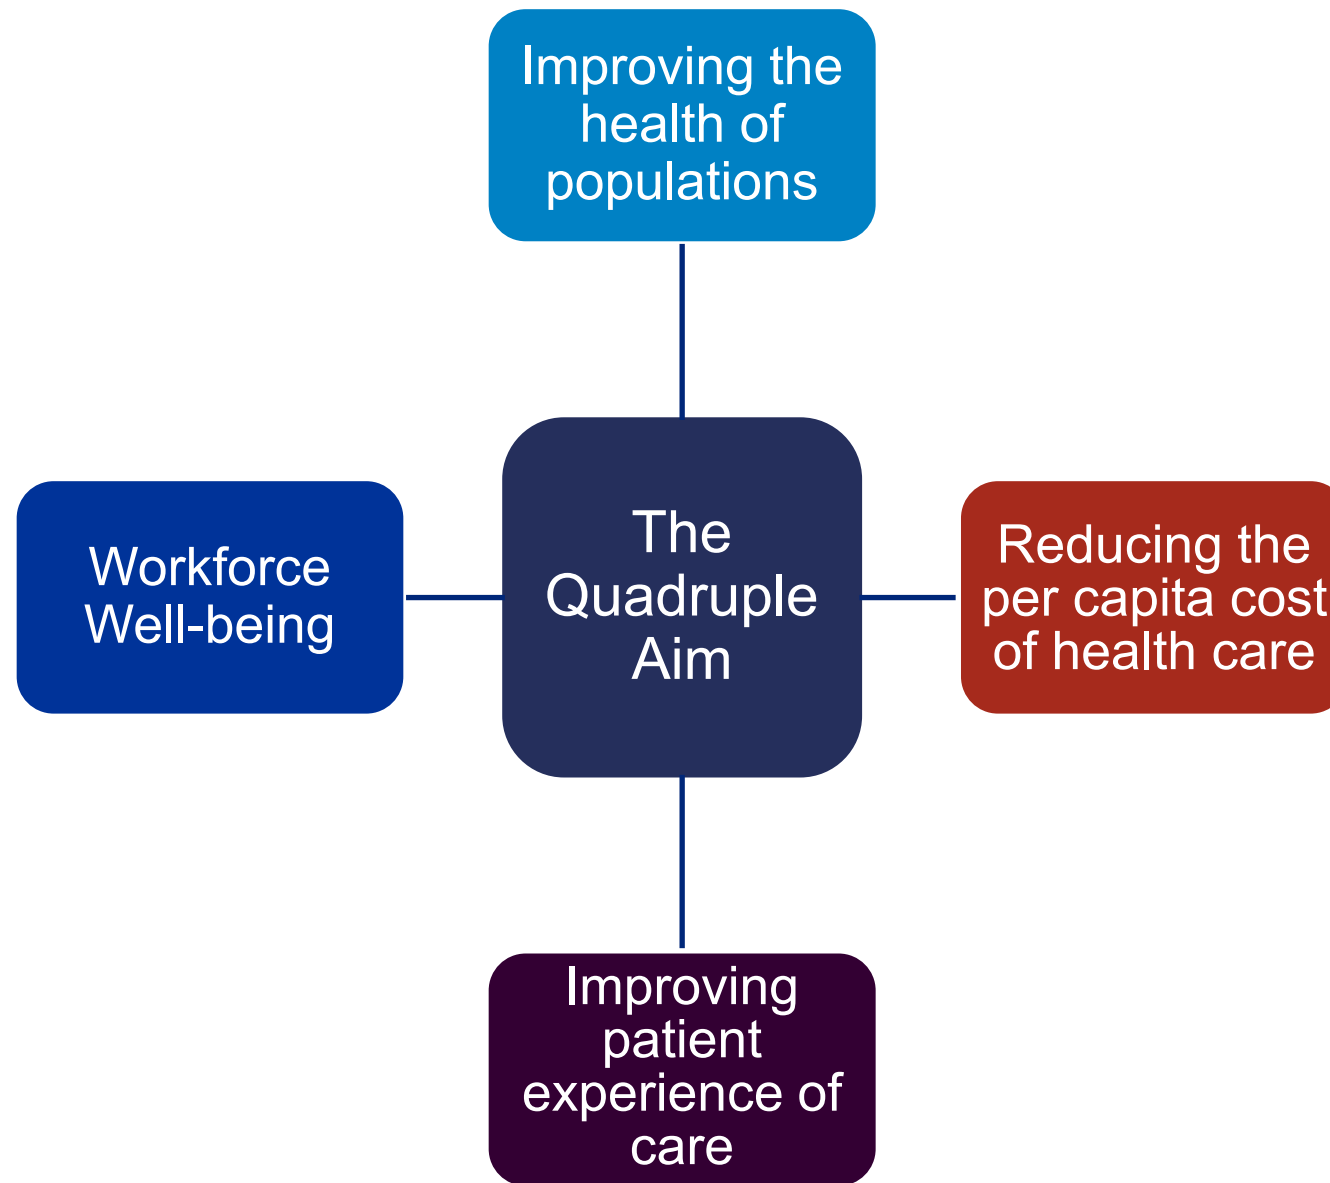 Improving the
health of
populations
Workforce
Well-being
The
Quadruple
Aim
Reducing the
per capita cost
of health care
Improving
patient
experience of
care